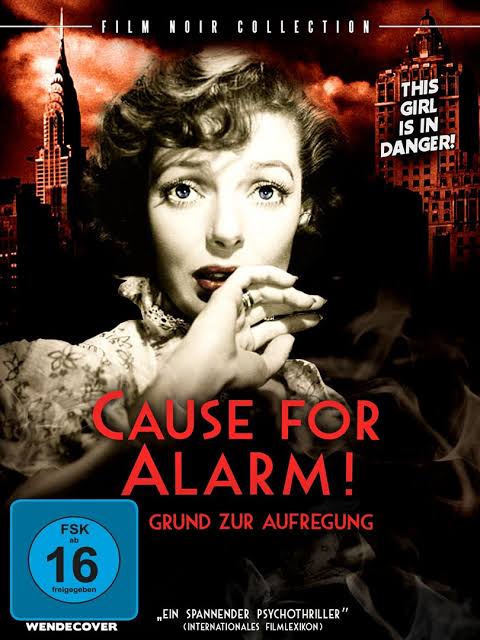 FILM NOIR COLLECTION
THIS
GIRL
IS IN
DANGER!
CAUSE FOR
ALARM!
GRUND ZUR AUFREGUNG
FSK
ab
16
freigegeben
WENDECOVER
„EIN SPANNENDER PSYCHOTHRILLER"
(INTERNATIONALES FILMLEXIKON)